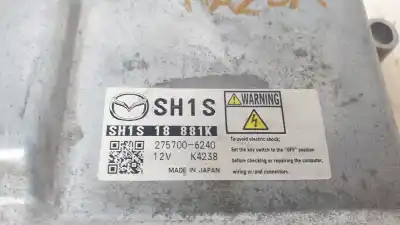 MAZDA
SH1S
SH1S 18 881K
275700-6240
12V K4238
MADE IN JAPAN
WARNING
To avoid electric shock;
Set the key switch to the "OFF" position
before checking or repairing the computer,
wiring or, and connectors.